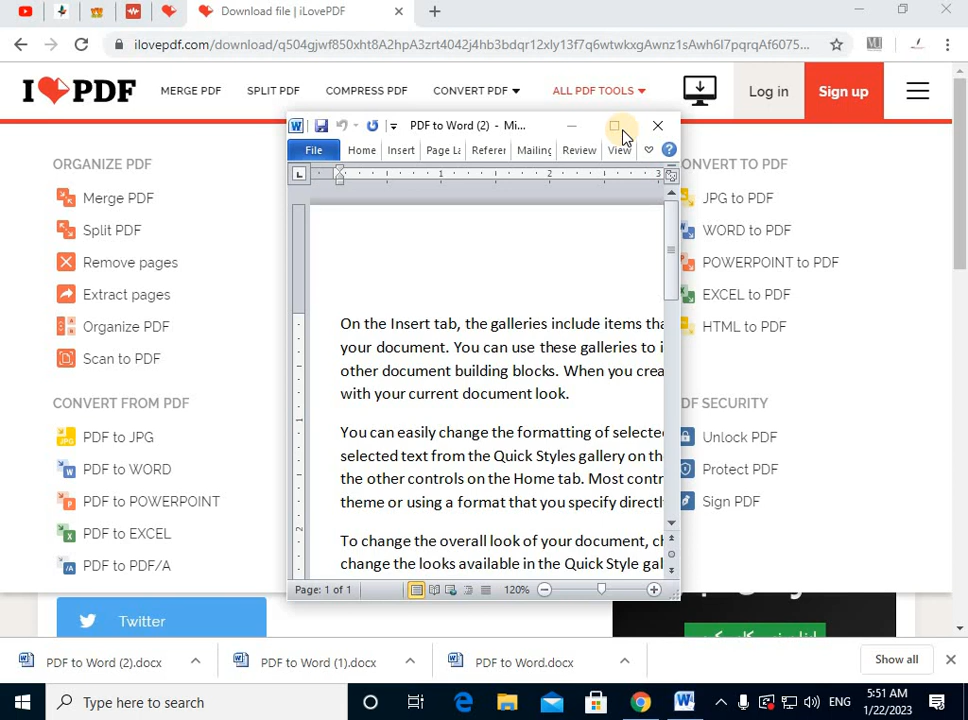 Download file | iLovePDF
ilovepdf.com/download/q504gjwf850xht8A2hpA3zrt4042j4hb3bdqr12xly13f7q6wtwkxgAwnz1sAwh6l7pqrqAf6075...
I PDF
MERGE PDF
SPLIT PDF
COMPRESS PDF
CONVERT PDF
ALL PDF TOOLS
Log in
Sign up
PDF to Word (2) - Mi...
File
Home
Insert
Page La
Referer
Mailing
Review
View
1
2
3
1
2
On the Insert tab, the galleries include items tha
your document. You can use these galleries to i
other document building blocks. When you crea
with your current document look.
You can easily change the formatting of selecte
selected text from the Quick Styles gallery on th
the other controls on the Home tab. Most contr
theme or using a format that you specify directl
To change the overall look of your document, ch
change the looks available in the Quick Style gal
Page: 1 of 1
120%
ORGANIZE PDF
Merge PDF
Split PDF
Remove pages
Extract pages
Organize PDF
Scan to PDF
CONVERT FROM PDF
PDF to JPG
PDF to WORD
PDF to POWERPOINT
PDF to EXCEL
PDF to PDF/A
ONVERT TO PDF
JPG to PDF
WORD to PDF
POWERPOINT to PDF
EXCEL to PDF
HTML to PDF
DF SECURITY
Unlock PDF
Protect PDF
Sign PDF
Twitter
PDF to Word (2).docx
PDF to Word (1).docx
PDF to Word.docx
Show all
Type here to search
ENG
5:51 AM
1/22/2023